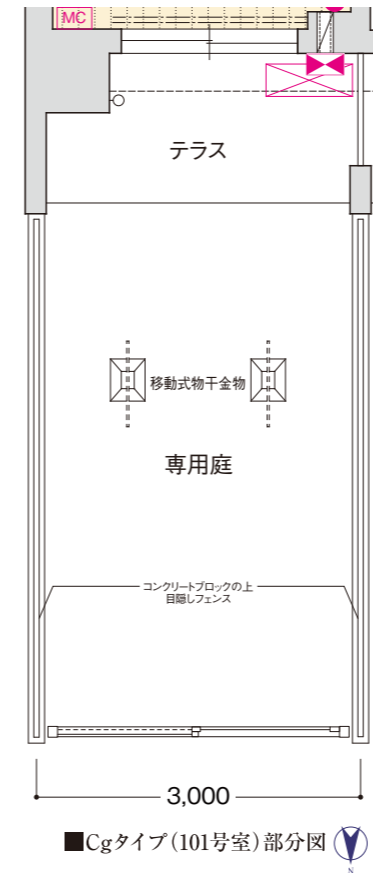 MC
テラス
移動式物干金物
専用庭
コンクリートブロックの上
目隠しフェンス
3,000
■Cgタイプ(101号室)部分図
N